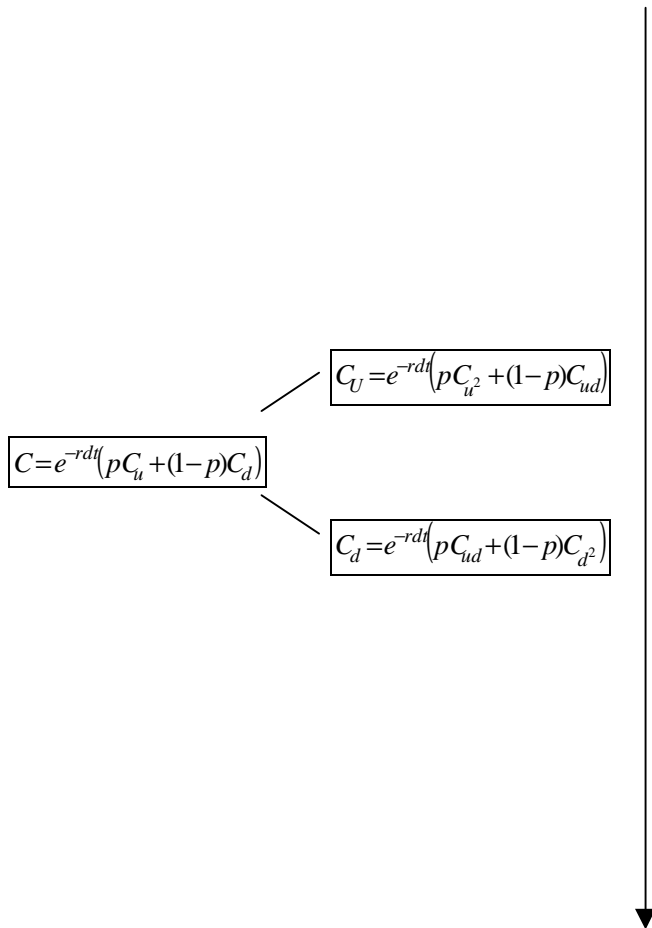 C_U = e^{-rdt}(pC_{u^2} + (1-p)C_{ud})
C = e^{-rdt}(pC_u + (1-p)C_d)
C_d = e^{-rdt}(pC_{ud} + (1-p)C_{d^2})